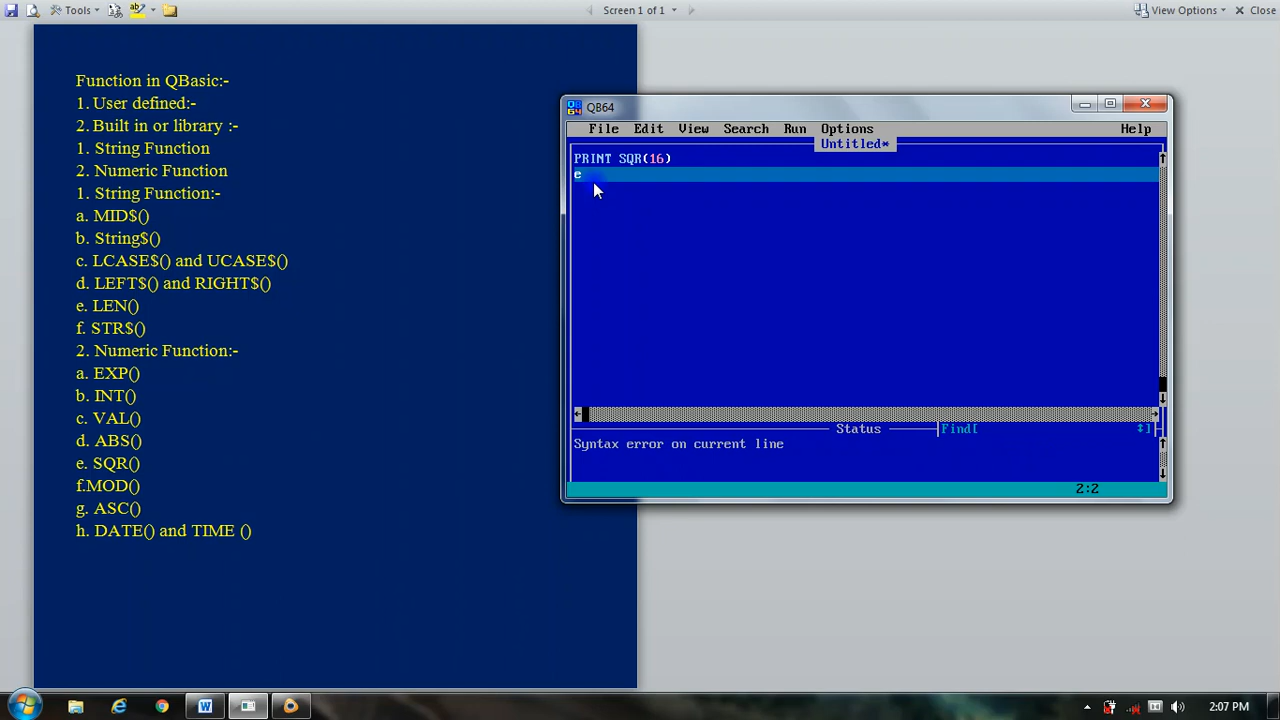 Tools
Screen 1 of 1
View Options
Close
Function in QBasic:-
1. User defined:-
2. Built in or library :-
1. String Function
2. Numeric Function
1. String Function:-
a. MID$()
b. String$()
c. LCASE$() and UCASE$()
d. LEFT$() and RIGHT$()
e. LEN()
f. STR$()
2. Numeric Function:-
a. EXP()
b. INT()
c. VAL()
d. ABS()
e. SQR()
f.MOD()
g. ASC()
h. DATE() and TIME ()
QB64
File Edit View Search Run Options Help
Untitled*
PRINT SQR(16)
e
Status Find[ ]
Syntax error on current line
2:2
2:07 PM